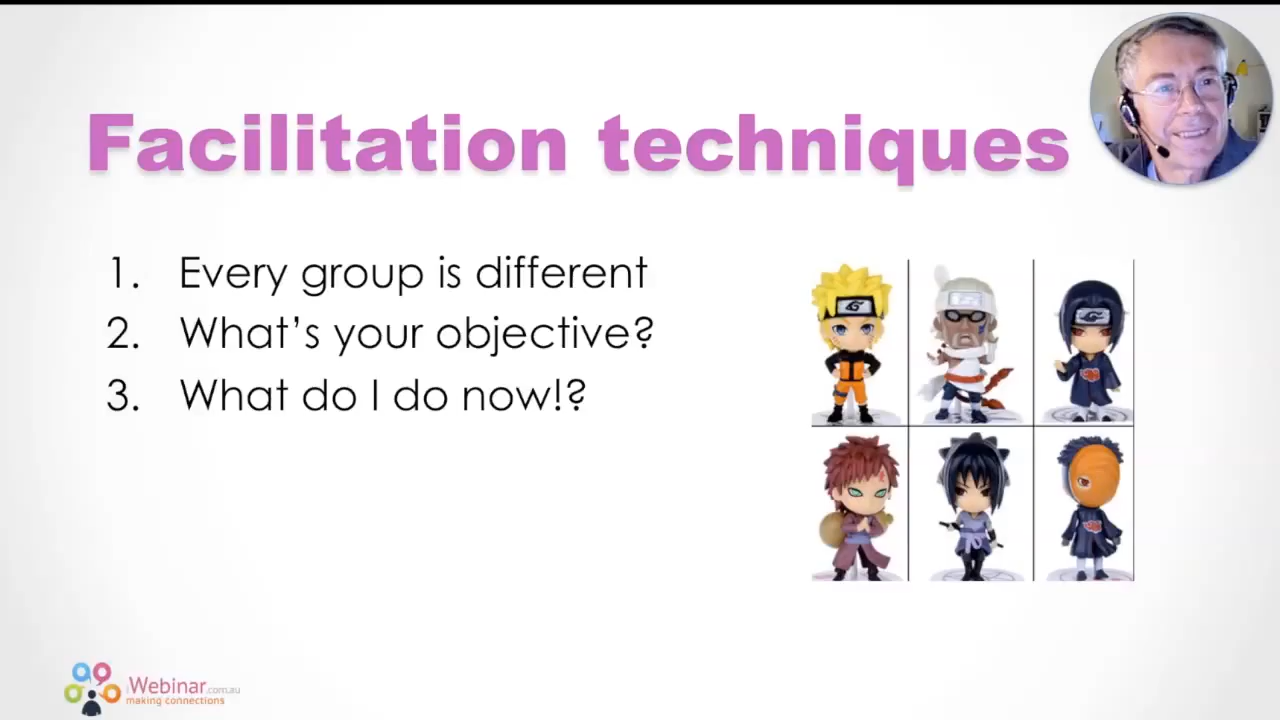 Facilitation techniques
1. Every group is different
2. What's your objective?
3. What do I do now!?
iWebinar.com.au
making connections